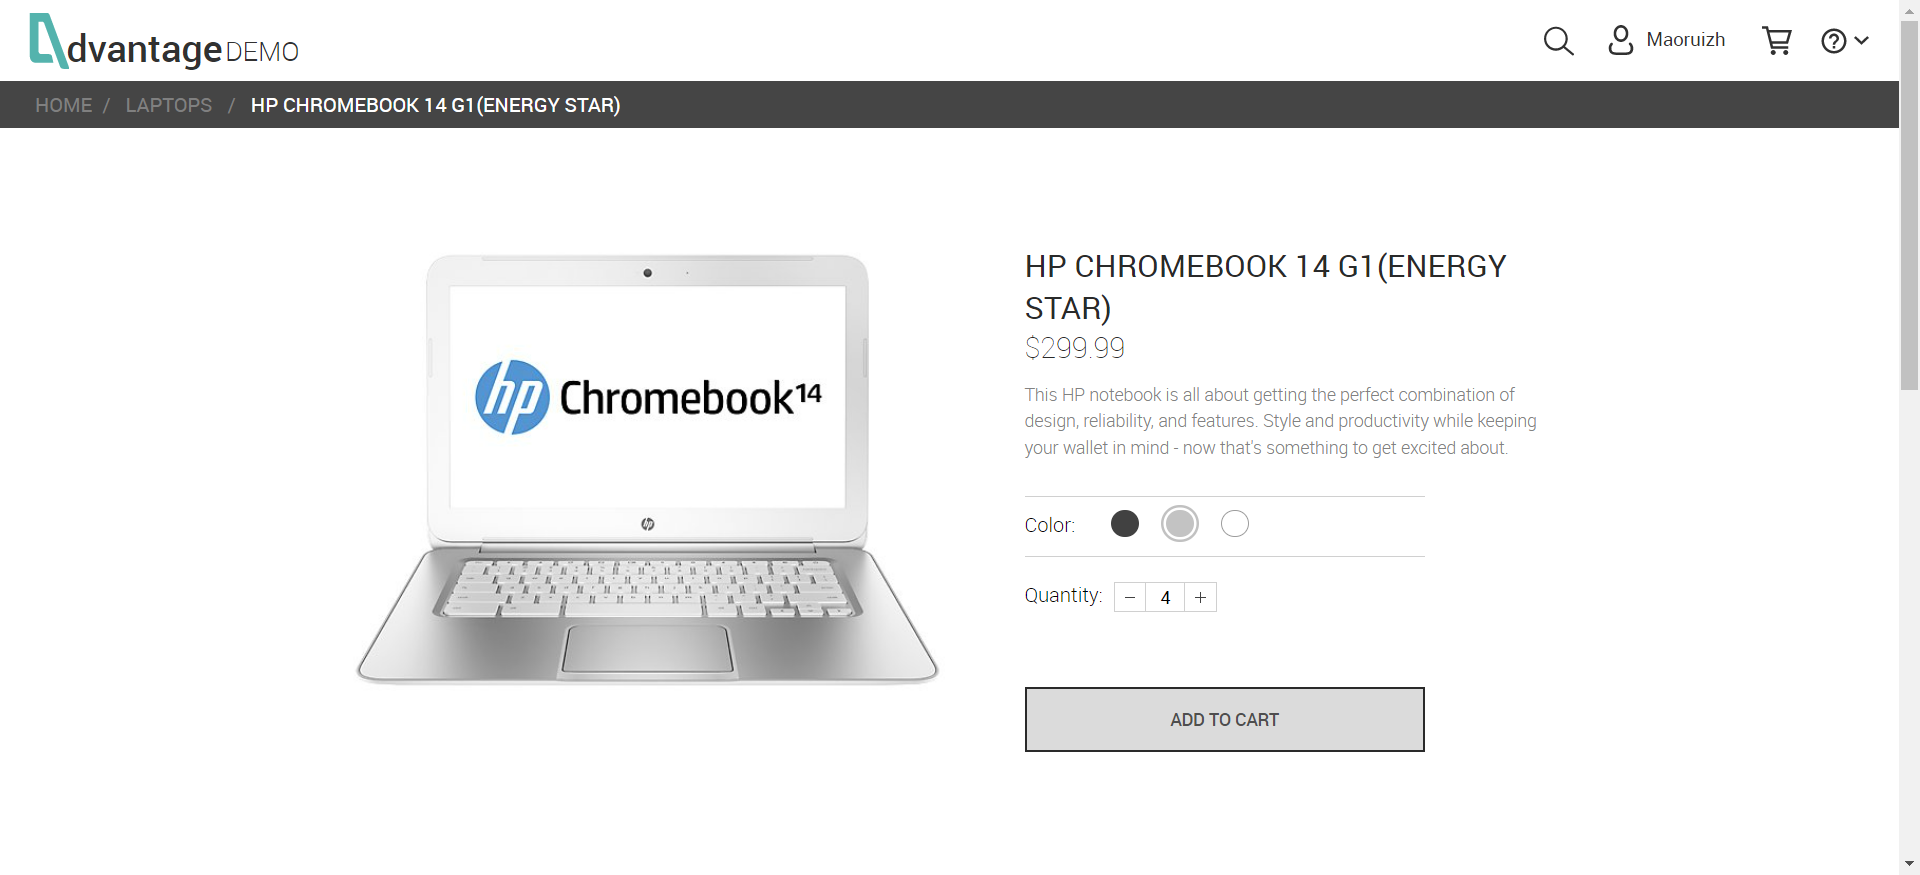 dvantage DEMO
Maoruizh
HOME / LAPTOPS / HP CHROMEBOOK 14 G1(ENERGY STAR)
hp Chromebook14
hp
HP CHROMEBOOK 14 G1(ENERGY
STAR)
$299.99
This HP notebook is all about getting the perfect combination of
design, reliability, and features. Style and productivity while keeping
your wallet in mind - now that's something to get excited about.
Color:
Quantity: − 4 +
ADD TO CART